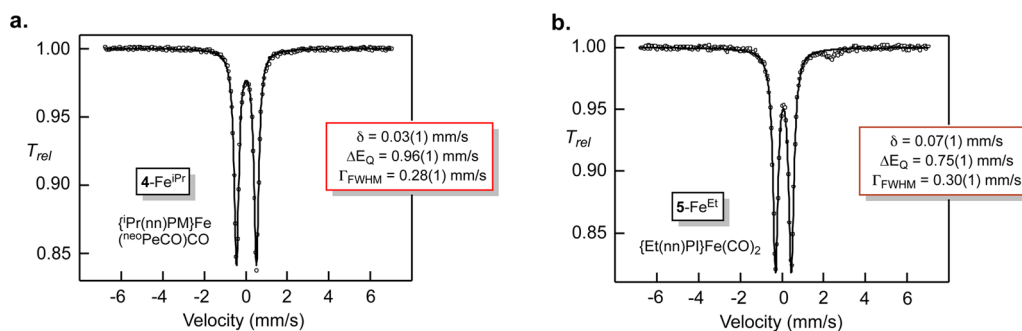 a.
1.00
0.95
T_rel
0.90
0.85
δ = 0.03(1) mm/s
ΔE_Q = 0.96(1) mm/s
Γ_FWHM = 0.28(1) mm/s
4-Fe^iPr
{^iPr(nn)PM}Fe
(^neoPeCO)CO
-6 -4 -2 0 2 4 6
Velocity (mm/s)
b.
1.00
0.95
T_rel
0.90
0.85
δ = 0.07(1) mm/s
ΔE_Q = 0.75(1) mm/s
Γ_FWHM = 0.30(1) mm/s
5-Fe^Et
{Et(nn)PI}Fe(CO)₂
-6 -4 -2 0 2 4 6
Velocity (mm/s)